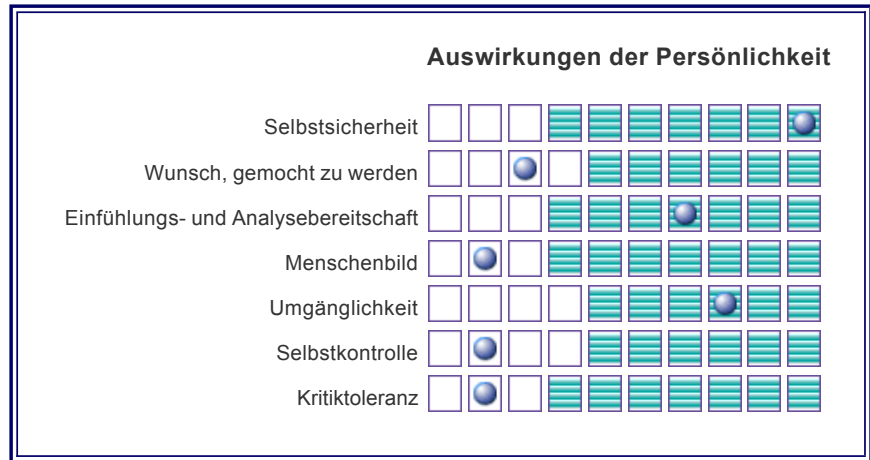 Auswirkungen der Persönlichkeit
Selbstsicherheit
Wunsch, gemocht zu werden
Einfühlungs- und Analysebereitschaft
Menschenbild
Umgänglichkeit
Selbstkontrolle
Kritiktoleranz